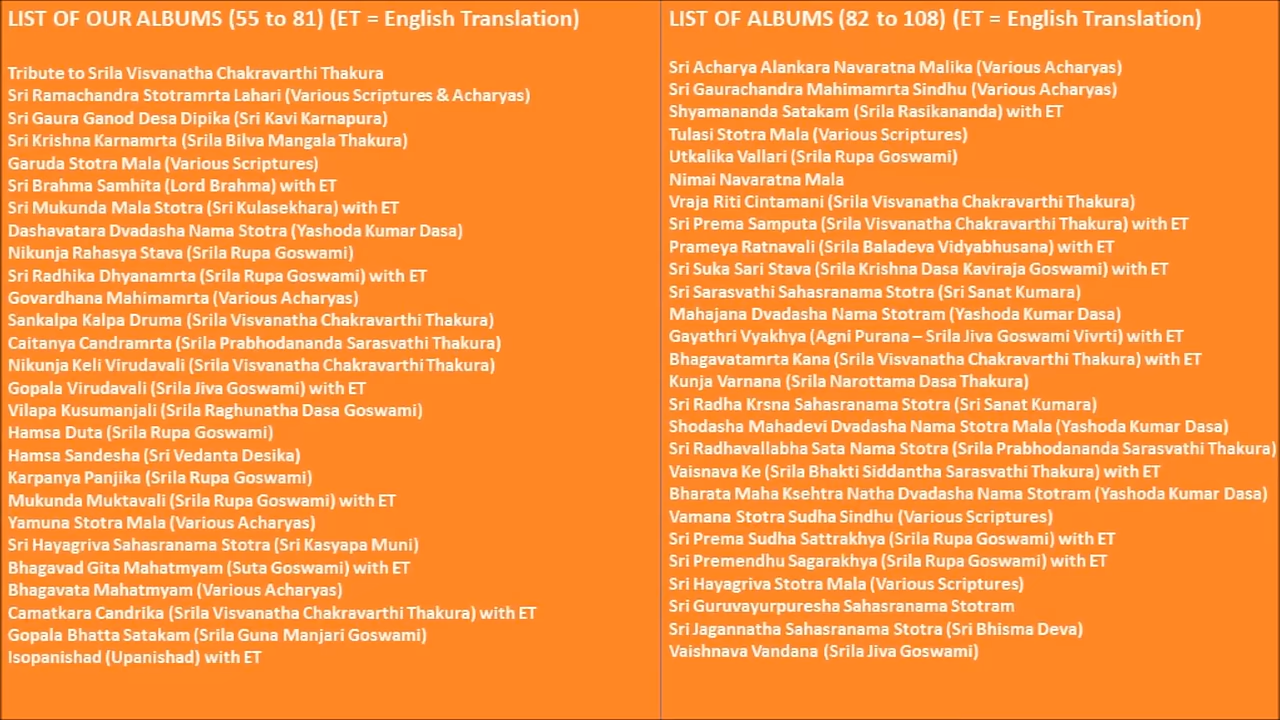 LIST OF OUR ALBUMS (55 to 81) (ET = English Translation)
Tribute to Srila Visvanatha Chakravarthi Thakura
Sri Ramachandra Stotramrta Lahari (Various Scriptures & Acharyas)
Sri Gaura Ganod Desa Dipika (Sri Kavi Karnapura)
Sri Krishna Karnamrta (Srila Bilva Mangala Thakura)
Garuda Stotra Mala (Various Scriptures)
Sri Brahma Samhita (Lord Brahma) with ET
Sri Mukunda Mala Stotra (Sri Kulasekhara) with ET
Dashavatara Dvadasha Nama Stotra (Yashoda Kumar Dasa)
Nikunja Rahasya Stava (Srila Rupa Goswami)
Sri Radhika Dhyanamrta (Srila Rupa Goswami) with ET
Govardhana Mahimamrta (Various Acharyas)
Sankalpa Kalpa Druma (Srila Visvanatha Chakravarthi Thakura)
Caitanya Candramrta (Srila Prabhodananda Sarasvathi Thakura)
Nikunja Keli Virudavali (Srila Visvanatha Chakravarthi Thakura)
Gopala Virudavali (Srila Jiva Goswami) with ET
Vilapa Kusumanjali (Srila Raghunatha Dasa Goswami)
Hamsa Duta (Srila Rupa Goswami)
Hamsa Sandesha (Sri Vedanta Desika)
Karpanya Panjika (Srila Rupa Goswami)
Mukunda Muktavali (Srila Rupa Goswami) with ET
Yamuna Stotra Mala (Various Acharyas)
Sri Hayagriva Sahasranama Stotra (Sri Kasyapa Muni)
Bhagavad Gita Mahatmyam (Suta Goswami) with ET
Bhagavata Mahatmyam (Various Acharyas)
Camatkara Candrika (Srila Visvanatha Chakravarthi Thakura) with ET
Gopala Bhatta Satakam (Srila Guna Manjari Goswami)
Isopanishad (Upanishad) with ET
LIST OF ALBUMS (82 to 108) (ET = English Translation)
Sri Acharya Alankara Navaratna Malika (Various Acharyas)
Sri Gaurachandra Mahimamrta Sindhu (Various Acharyas)
Shyamananda Satakam (Srila Rasikananda) with ET
Tulasi Stotra Mala (Various Scriptures)
Utkalika Vallari (Srila Rupa Goswami)
Nimai Navaratna Mala
Vraja Riti Cintamani (Srila Visvanatha Chakravarthi Thakura)
Sri Prema Samputa (Srila Visvanatha Chakravarthi Thakura) with ET
Prameya Ratnavali (Srila Baladeva Vidyabhusana) with ET
Sri Suka Sari Stava (Srila Krishna Dasa Kaviraja Goswami) with ET
Sri Sarasvathi Sahasranama Stotra (Sri Sanat Kumara)
Mahajana Dvadasha Nama Stotram (Yashoda Kumar Dasa)
Gayathri Vyakhya (Agni Purana – Srila Jiva Goswami Vivrti) with ET
Bhagavatamrta Kana (Srila Visvanatha Chakravarthi Thakura) with ET
Kunja Varnana (Srila Narottama Dasa Thakura)
Sri Radha Krsna Sahasranama Stotra (Sri Sanat Kumara)
Shodasha Mahadevi Dvadasha Nama Stotra Mala (Yashoda Kumar Dasa)
Sri Radhavallabha Sata Nama Stotra (Srila Prabhodananda Sarasvathi Thakura)
Vaisnava Ke (Srila Bhakti Siddantha Sarasvathi Thakura) with ET
Bharata Maha Ksehtra Natha Dvadasha Nama Stotram (Yashoda Kumar Dasa)
Vamana Stotra Sudha Sindhu (Various Scriptures)
Sri Prema Sudha Sattrakhya (Srila Rupa Goswami) with ET
Sri Premendhu Sagarakhya (Srila Rupa Goswami) with ET
Sri Hayagriva Stotra Mala (Various Scriptures)
Sri Guruvayurpuresha Sahasranama Stotram
Sri Jagannatha Sahasranama Stotra (Sri Bhisma Deva)
Vaishnava Vandana (Srila Jiva Goswami)